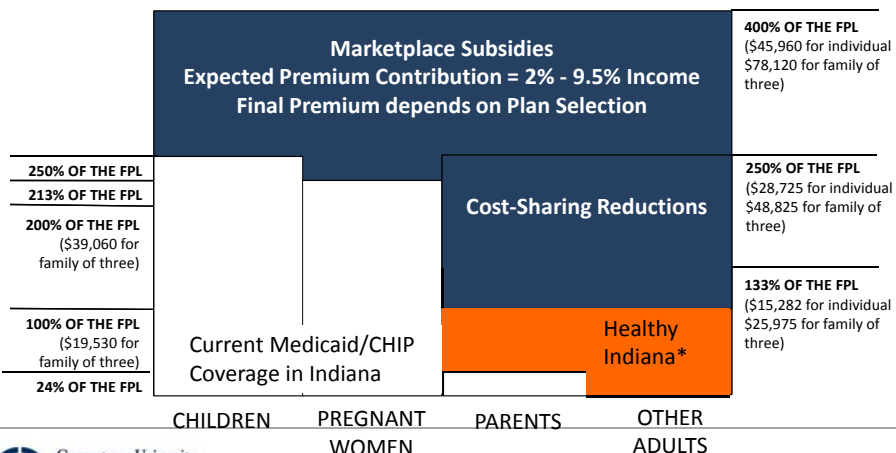 Marketplace Subsidies
Expected Premium Contribution = 2% - 9.5% Income
Final Premium depends on Plan Selection
400% OF THE FPL
($45,960 for individual
$78,120 for family of
three)
250% OF THE FPL
213% OF THE FPL
200% OF THE FPL
($39,060 for
family of three)
100% OF THE FPL
($19,530 for
family of three)
24% OF THE FPL
Cost-Sharing Reductions
250% OF THE FPL
($28,725 for individual
$48,825 for family of
three)
133% OF THE FPL
($15,282 for individual
$25,975 for family of
three)
Current Medicaid/CHIP
Coverage in Indiana
Healthy
Indiana*
CHILDREN
PREGNANT
WOMEN
PARENTS
OTHER
ADULTS